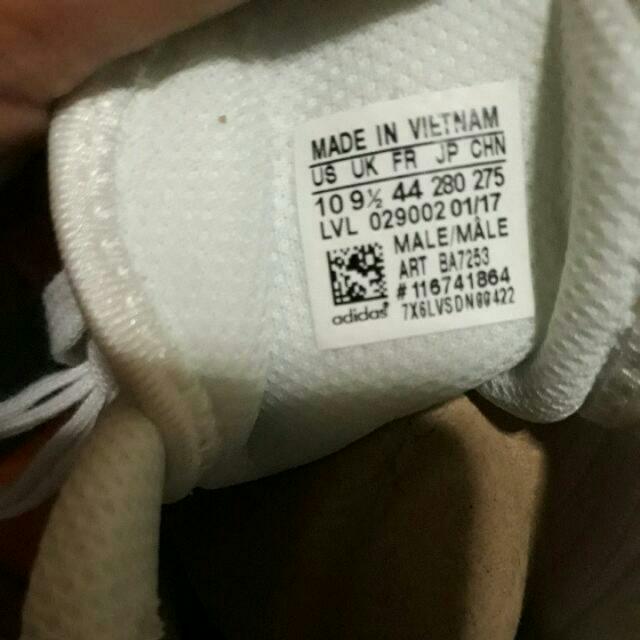 MADE IN VIETNAM
US UK FR JP CHN
10 9½ 44 280 275
LVL 029002 01/17
MALE/MÂLE
ART BA7253
#116741864
7X6LVSDN00422
adidas